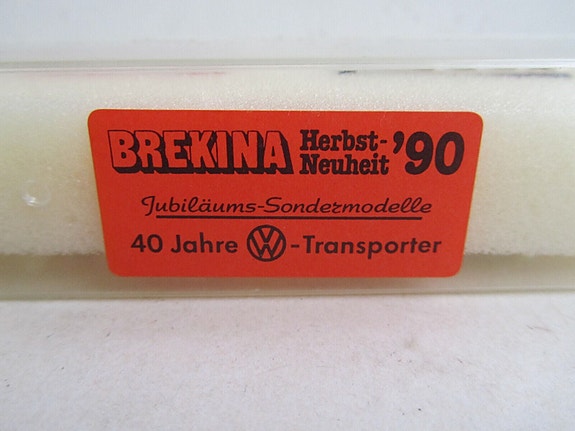 BREKINA Herbst-Neuheit '90
Jubiläums-Sondermodelle
40 Jahre VW-Transporter